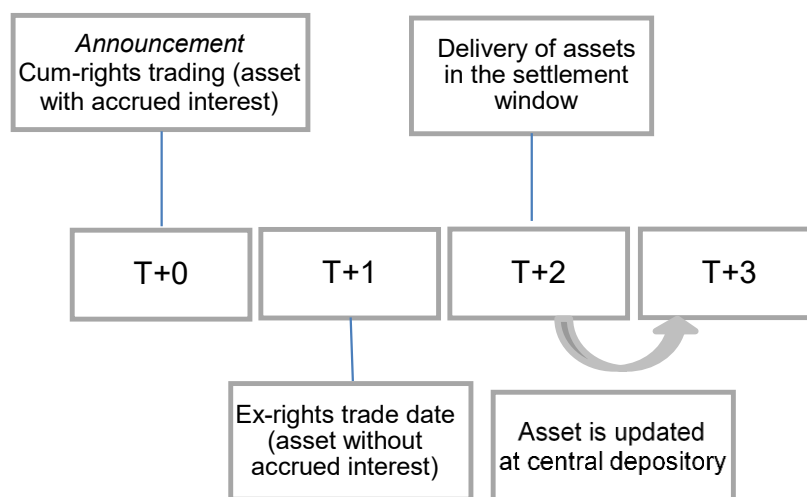 Announcement
Cum-rights trading (asset
with accrued interest)
Delivery of assets
in the settlement
window
T+0
T+1
T+2
T+3
Ex-rights trade date
(asset without
accrued interest)
Asset is updated
at central depository